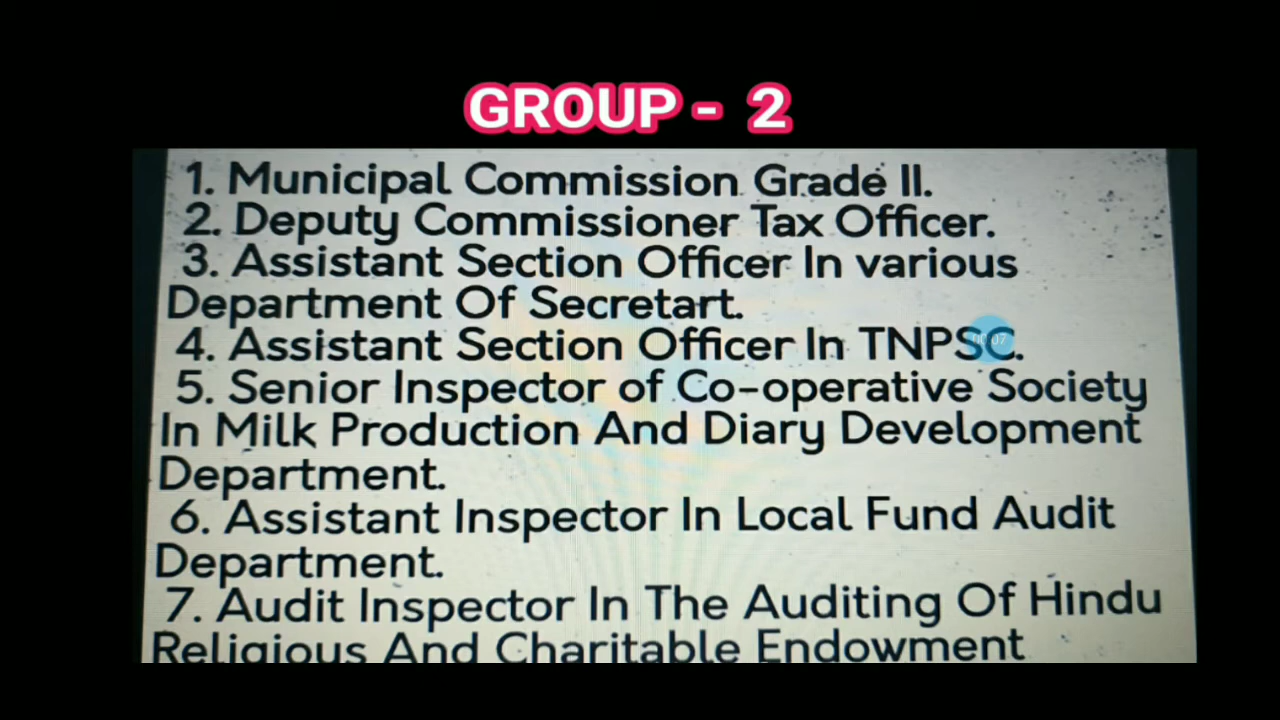 GROUP - 2
1. Municipal Commission Grade II.
2. Deputy Commissioner Tax Officer.
3. Assistant Section Officer In various
Department Of Secretart.
4. Assistant Section Officer In TNPSC.
00:07
5. Senior Inspector of Co-operative Society
In Milk Production And Diary Development
Department.
6. Assistant Inspector In Local Fund Audit
Department.
7. Audit Inspector In The Auditing Of Hindu
Religious And Charitable Endowment